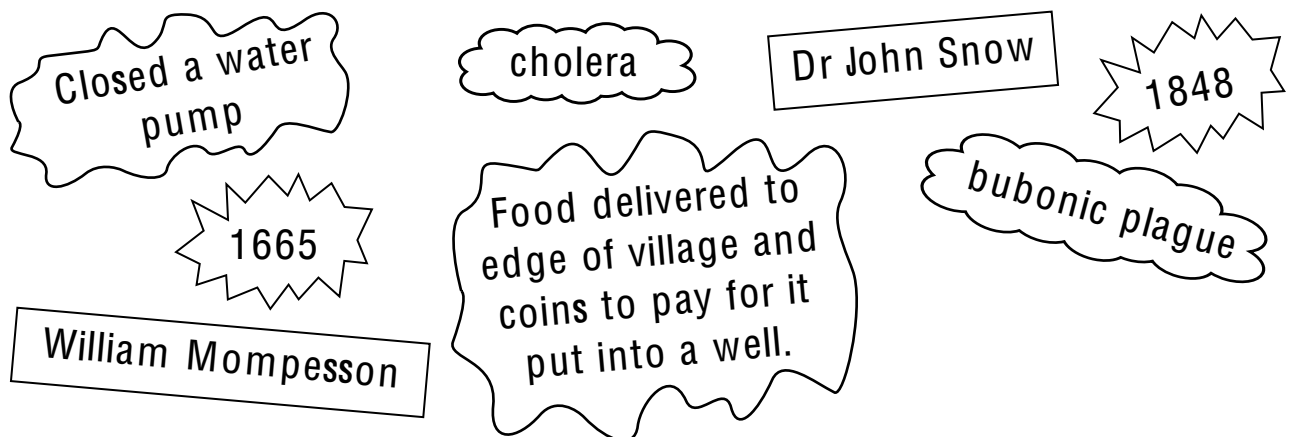 Closed a water
pump
cholera
Dr John Snow
1848
1665
Food delivered to
edge of village and
coins to pay for it
put into a well.
bubonic plague
William Mompesson